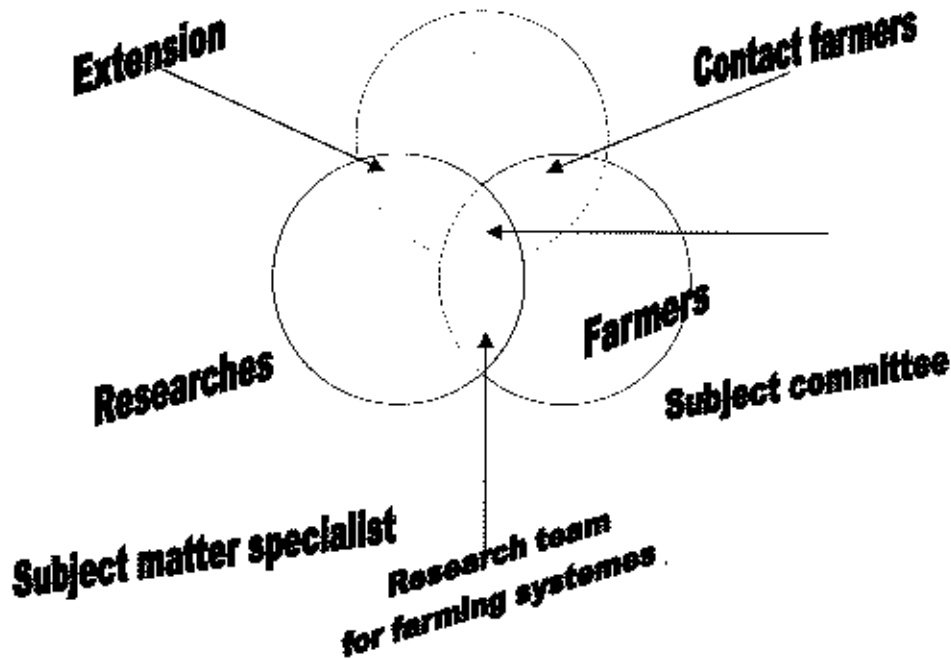 Extension
Contact farmers
Farmers
Researches
Subject committee
Subject matter specialist
Research team
for farming systemes